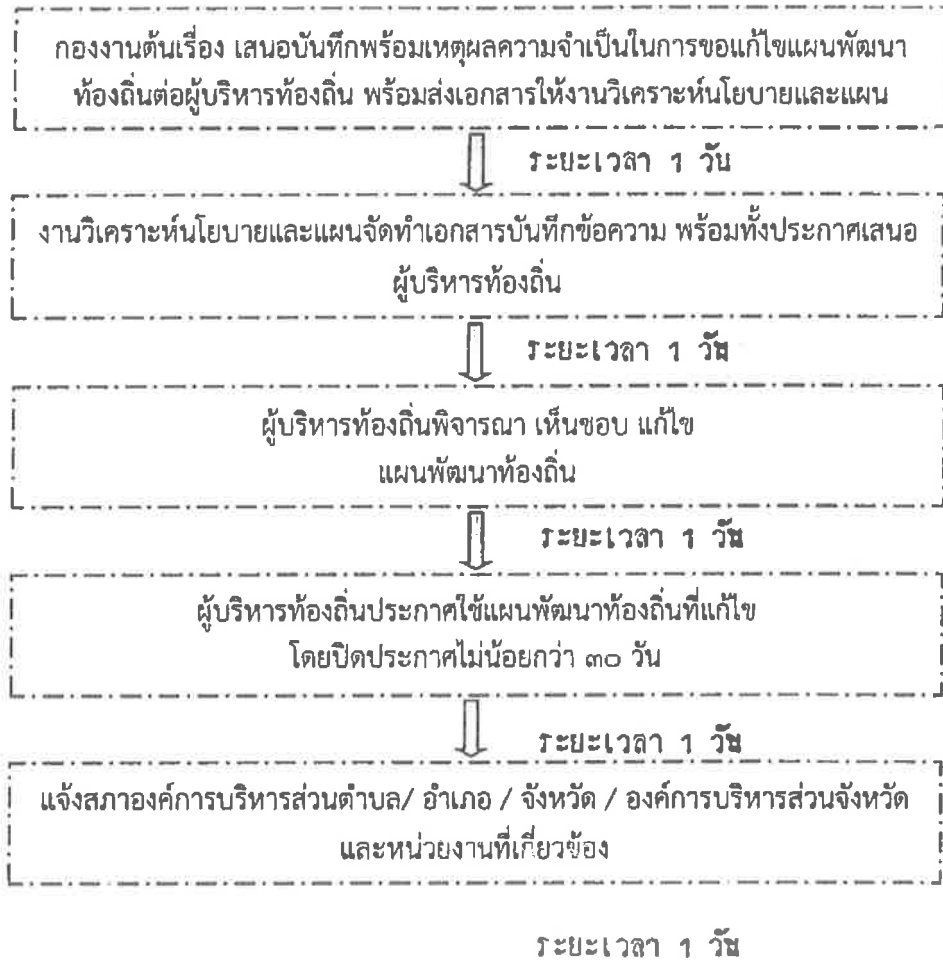 กองงานต้นเรื่อง เสนอบันทึกพร้อมเหตุผลความจำเป็นในการขอแก้ไขแผนพัฒนา
ท้องถิ่นต่อผู้บริหารท้องถิ่น พร้อมส่งเอกสารให้งานวิเคราะห์นโยบายและแผน
ระยะเวลา 1 วัน
งานวิเคราะห์นโยบายและแผนจัดทำเอกสารบันทึกข้อความ พร้อมทั้งประกาศเสนอ
ผู้บริหารท้องถิ่น
ระยะเวลา 1 วัน
ผู้บริหารท้องถิ่นพิจารณา เห็นชอบ แก้ไข
แผนพัฒนาท้องถิ่น
ระยะเวลา 1 วัน
ผู้บริหารท้องถิ่นประกาศใช้แผนพัฒนาท้องถิ่นที่แก้ไข
โดยปิดประกาศไม่น้อยกว่า ๓๐ วัน
ระยะเวลา 1 วัน
แจ้งสภาองค์การบริหารส่วนตำบล/ อำเภอ / จังหวัด / องค์การบริหารส่วนจังหวัด
และหน่วยงานที่เกี่ยวข้อง
ระยะเวลา 1 วัน